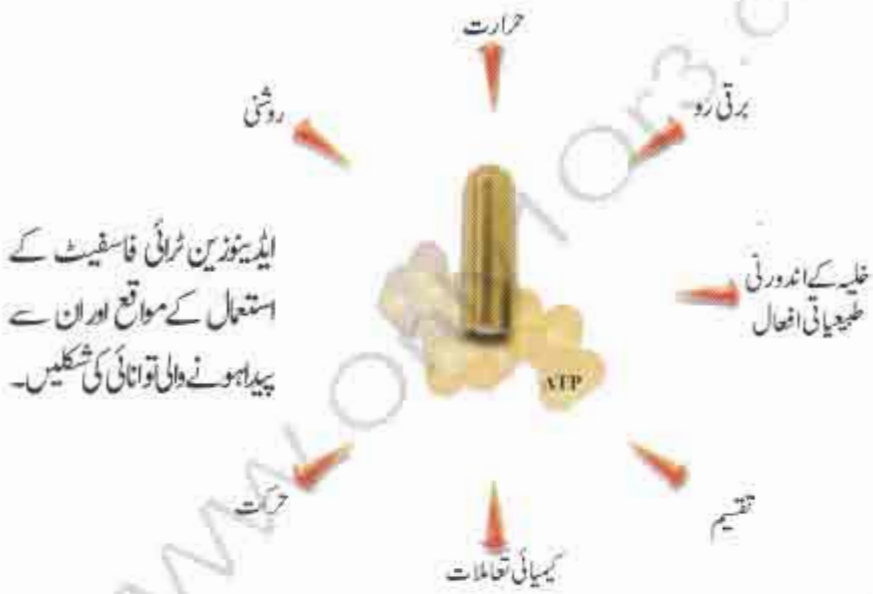 حرارت
برقی رَو
روشنی
ایڈینوزین ٹرائی فاسفیٹ کے
استعمال کے مواقع اور ان سے
پیدا ہونے والی توانائی کی شکلیں۔
خلیہ کے اندورنی
طبیعیاتی افعال
ATP
حرکت
تقسیم
کیمیائی تعاملات